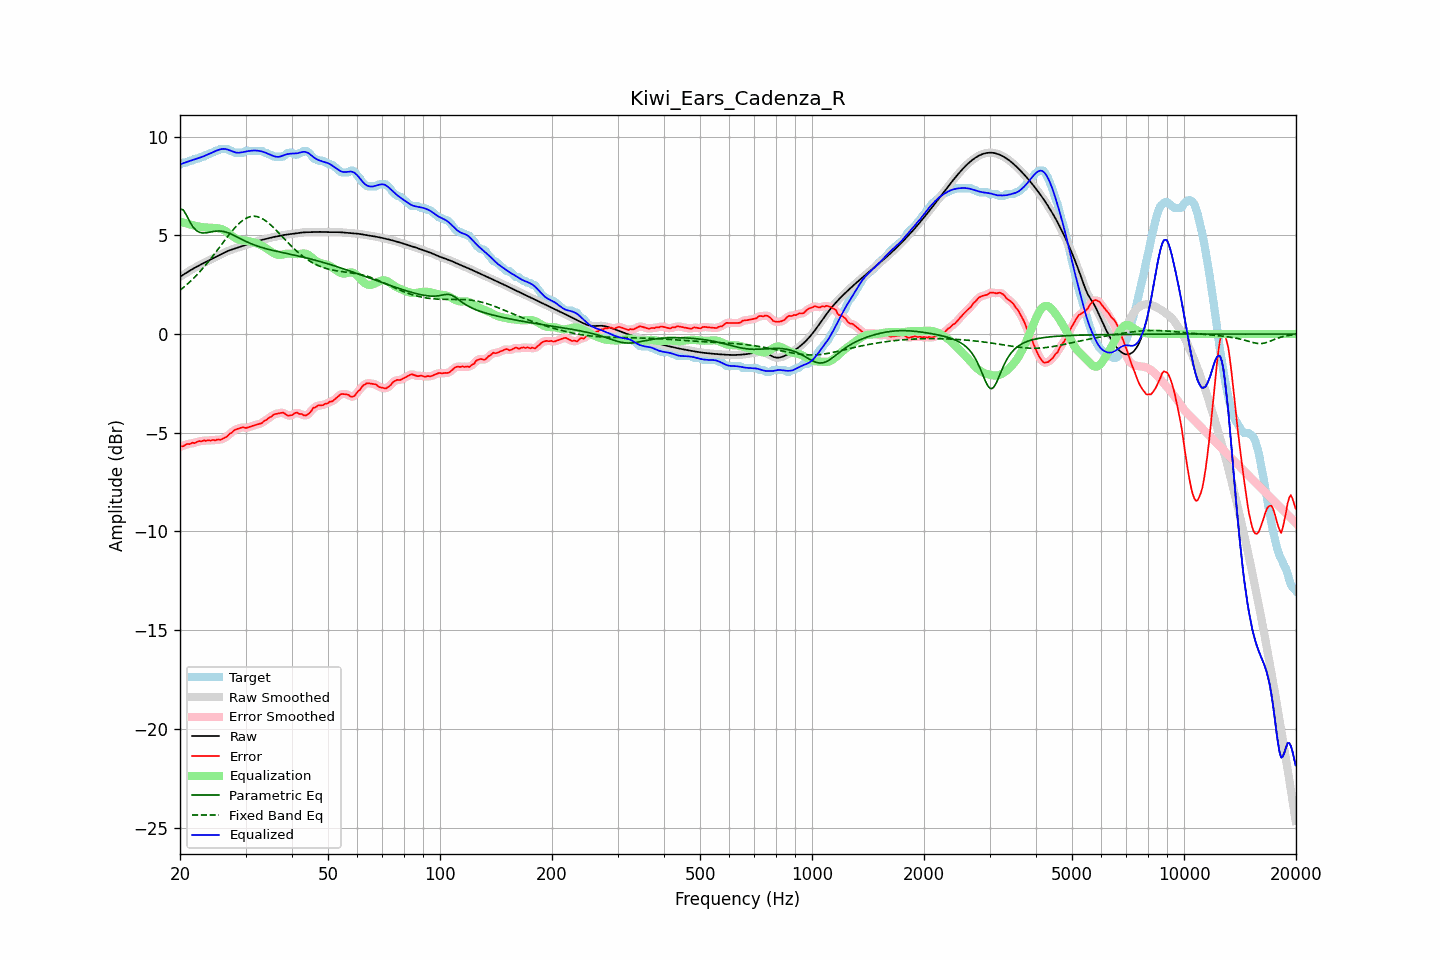 Kiwi_Ears_Cadenza_R
Amplitude (dBr)
10
5
0
−5
−10
−15
−20
−25
Target
Raw Smoothed
Error Smoothed
Raw
Error
Equalization
Parametric Eq
Fixed Band Eq
Equalized
20
50
100
200
500
1000
2000
5000
10000
20000
Frequency (Hz)